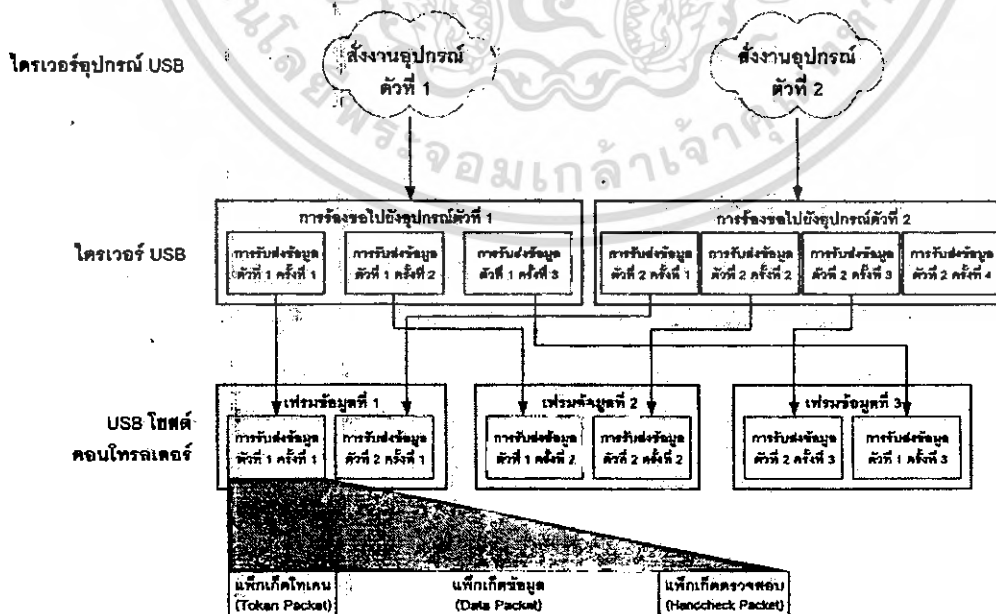 ไดรเวอร์อุปกรณ์ USB
สั่งงานอุปกรณ์
ตัวที่ 1
สั่งงานอุปกรณ์
ตัวที่ 2
พระจอมเกล้าเจ้าคุณทหาร
ไดรเวอร์ USB
การร้องขอไปยังอุปกรณ์ตัวที่ 1
การรับส่งข้อมูล
ตัวที่ 1 ครั้งที่ 1
การรับส่งข้อมูล
ตัวที่ 1 ครั้งที่ 2
การรับส่งข้อมูล
ตัวที่ 1 ครั้งที่ 3
การร้องขอไปยังอุปกรณ์ตัวที่ 2
การรับส่งข้อมูล
ตัวที่ 2 ครั้งที่ 1
การรับส่งข้อมูล
ตัวที่ 2 ครั้งที่ 2
การรับส่งข้อมูล
ตัวที่ 2 ครั้งที่ 3
การรับส่งข้อมูล
ตัวที่ 2 ครั้งที่ 4
USB โฮสต์
คอนโทรลเลอร์
เฟรมข้อมูลที่ 1
การรับส่งข้อมูล
ตัวที่ 1 ครั้งที่ 1
การรับส่งข้อมูล
ตัวที่ 2 ครั้งที่ 1
เฟรมข้อมูลที่ 2
การรับส่งข้อมูล
ตัวที่ 1 ครั้งที่ 2
การรับส่งข้อมูล
ตัวที่ 2 ครั้งที่ 2
เฟรมข้อมูลที่ 3
การรับส่งข้อมูล
ตัวที่ 2 ครั้งที่ 3
การรับส่งข้อมูล
ตัวที่ 1 ครั้งที่ 3
แพ็กเก็ตโทเคน
(Token Packet)
แพ็กเก็ตข้อมูล
(Data Packet)
แพ็กเก็ตตรวจสอบ
(Handcheck Packet)